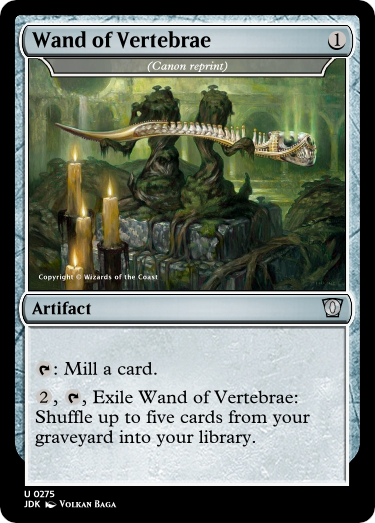 Wand of Vertebrae 1
(Canon reprint)
Copyright © Wizards of the Coast
Artifact
: Mill a card.
2, , Exile Wand of Vertebrae:
Shuffle up to five cards from your
graveyard into your library.
U 0275
JDK Volkan Baga